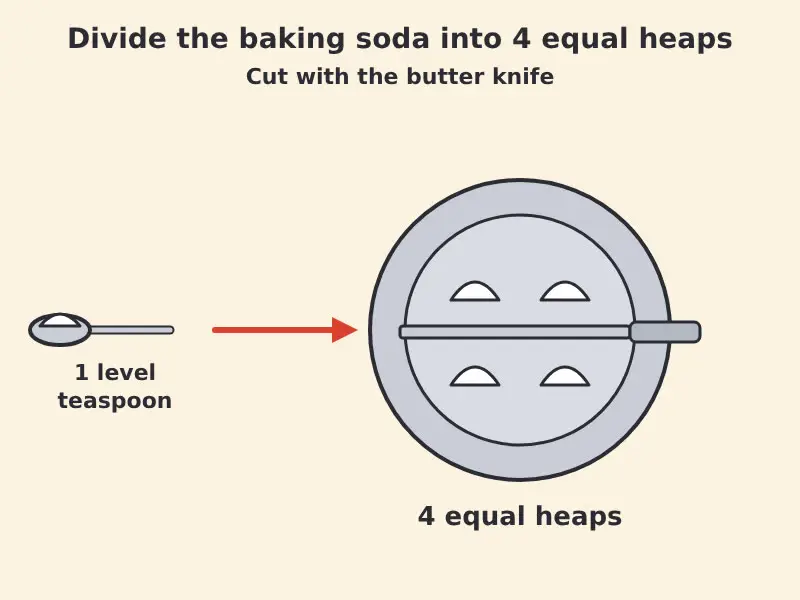 Divide the baking soda into 4 equal heaps
Cut with the butter knife
1 level
teaspoon
4 equal heaps